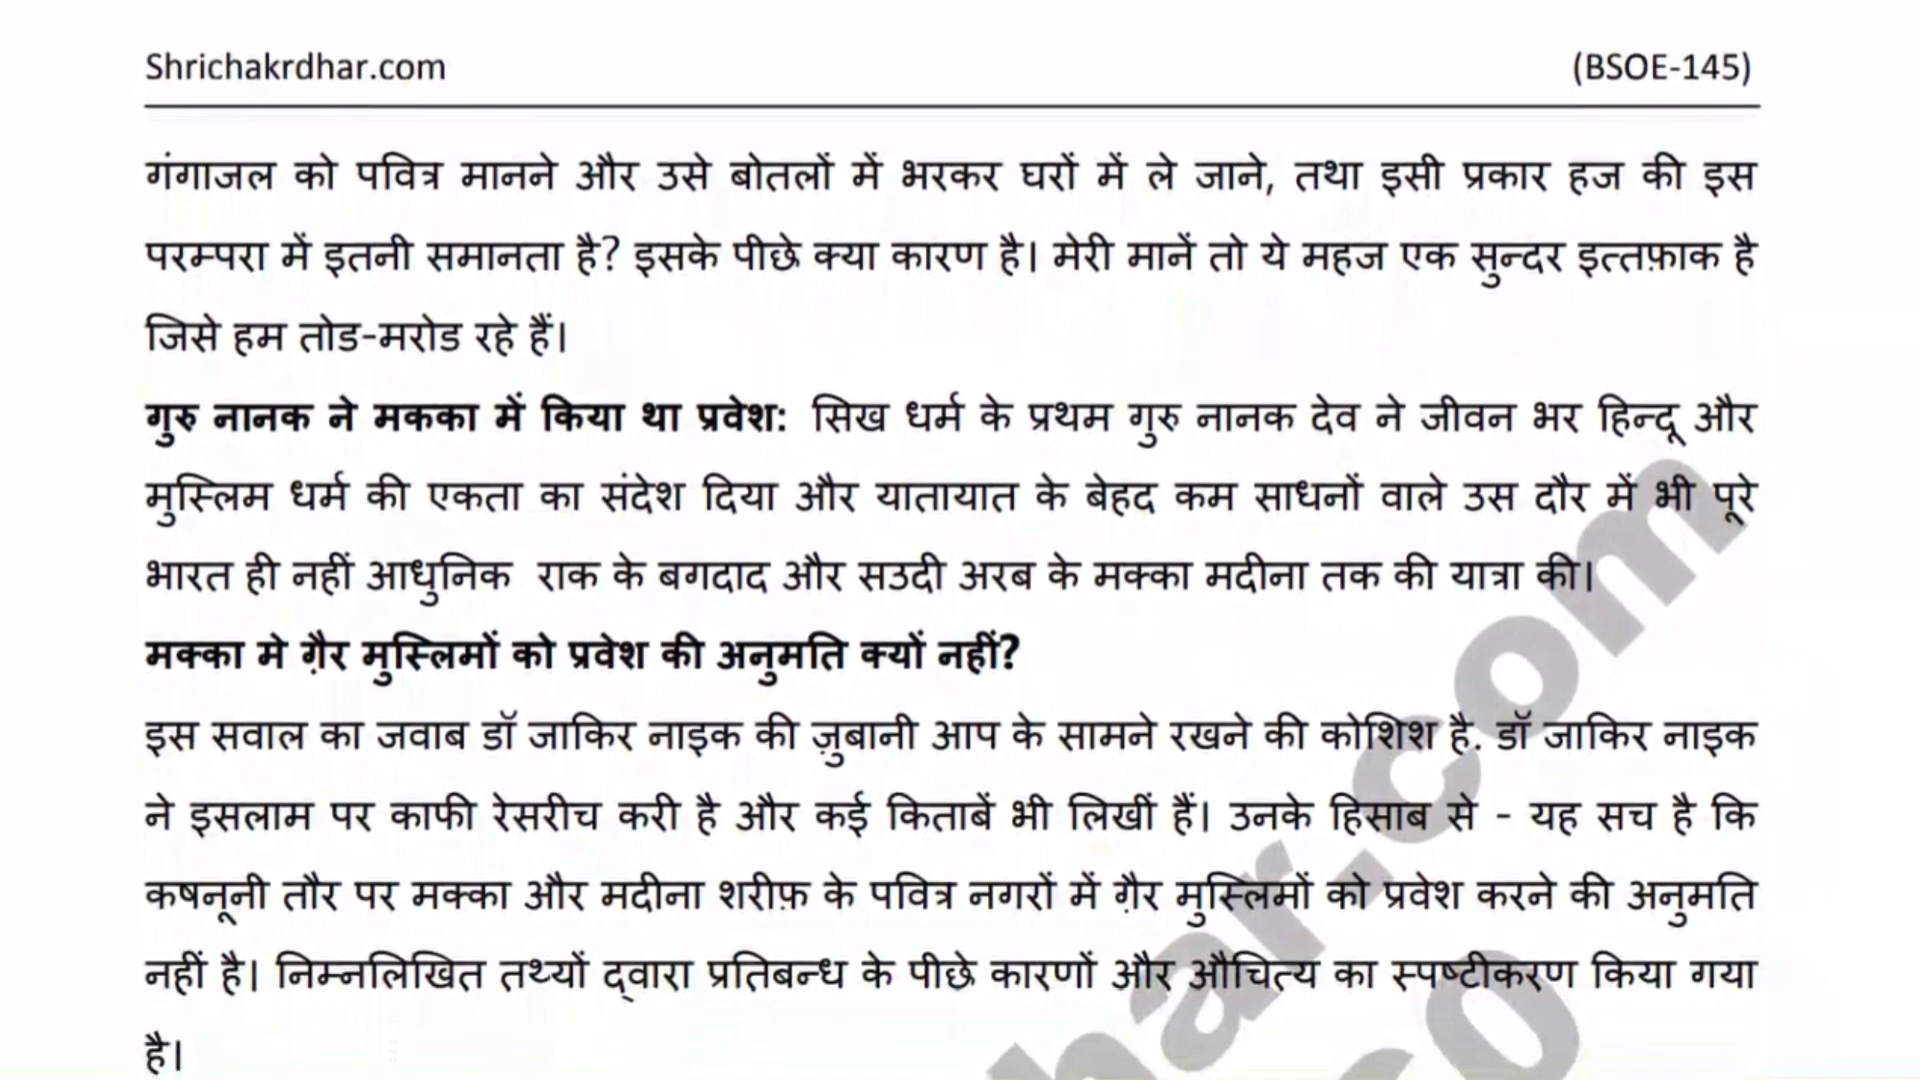 Shrichakrdhar.com (BSOE-145)
गंगाजल को पवित्र मानने और उसे बोतलों में भरकर घरों में ले जाने, तथा इसी प्रकार हज की इस
परम्परा में इतनी समानता है? इसके पीछे क्या कारण है। मेरी मानें तो ये महज एक सुन्दर इत्तफ़ाक है
जिसे हम तोड-मरोड रहे हैं।
गुरु नानक ने मकका में किया था प्रवेश: सिख धर्म के प्रथम गुरु नानक देव ने जीवन भर हिन्दू और
मुस्लिम धर्म की एकता का संदेश दिया और यातायात के बेहद कम साधनों वाले उस दौर में भी पूरे
भारत ही नहीं आधुनिक राक के बगदाद और सउदी अरब के मक्का मदीना तक की यात्रा की।
मक्का मे ग़ैर मुस्लिमों को प्रवेश की अनुमति क्यों नहीं?
इस सवाल का जवाब डॉ जाकिर नाइक की ज़ुबानी आप के सामने रखने की कोशिश है. डॉ जाकिर नाइक
ने इसलाम पर काफी रेसरीच करी है और कई किताबें भी लिखीं हैं। उनके हिसाब से - यह सच है कि
कषनूनी तौर पर मक्का और मदीना शरीफ़ के पवित्र नगरों में ग़ैर मुस्लिमों को प्रवेश करने की अनुमति
नहीं है। निम्नलिखित तथ्यों द्वारा प्रतिबन्ध के पीछे कारणों और औचित्य का स्पष्टीकरण किया गया
है।
har.com